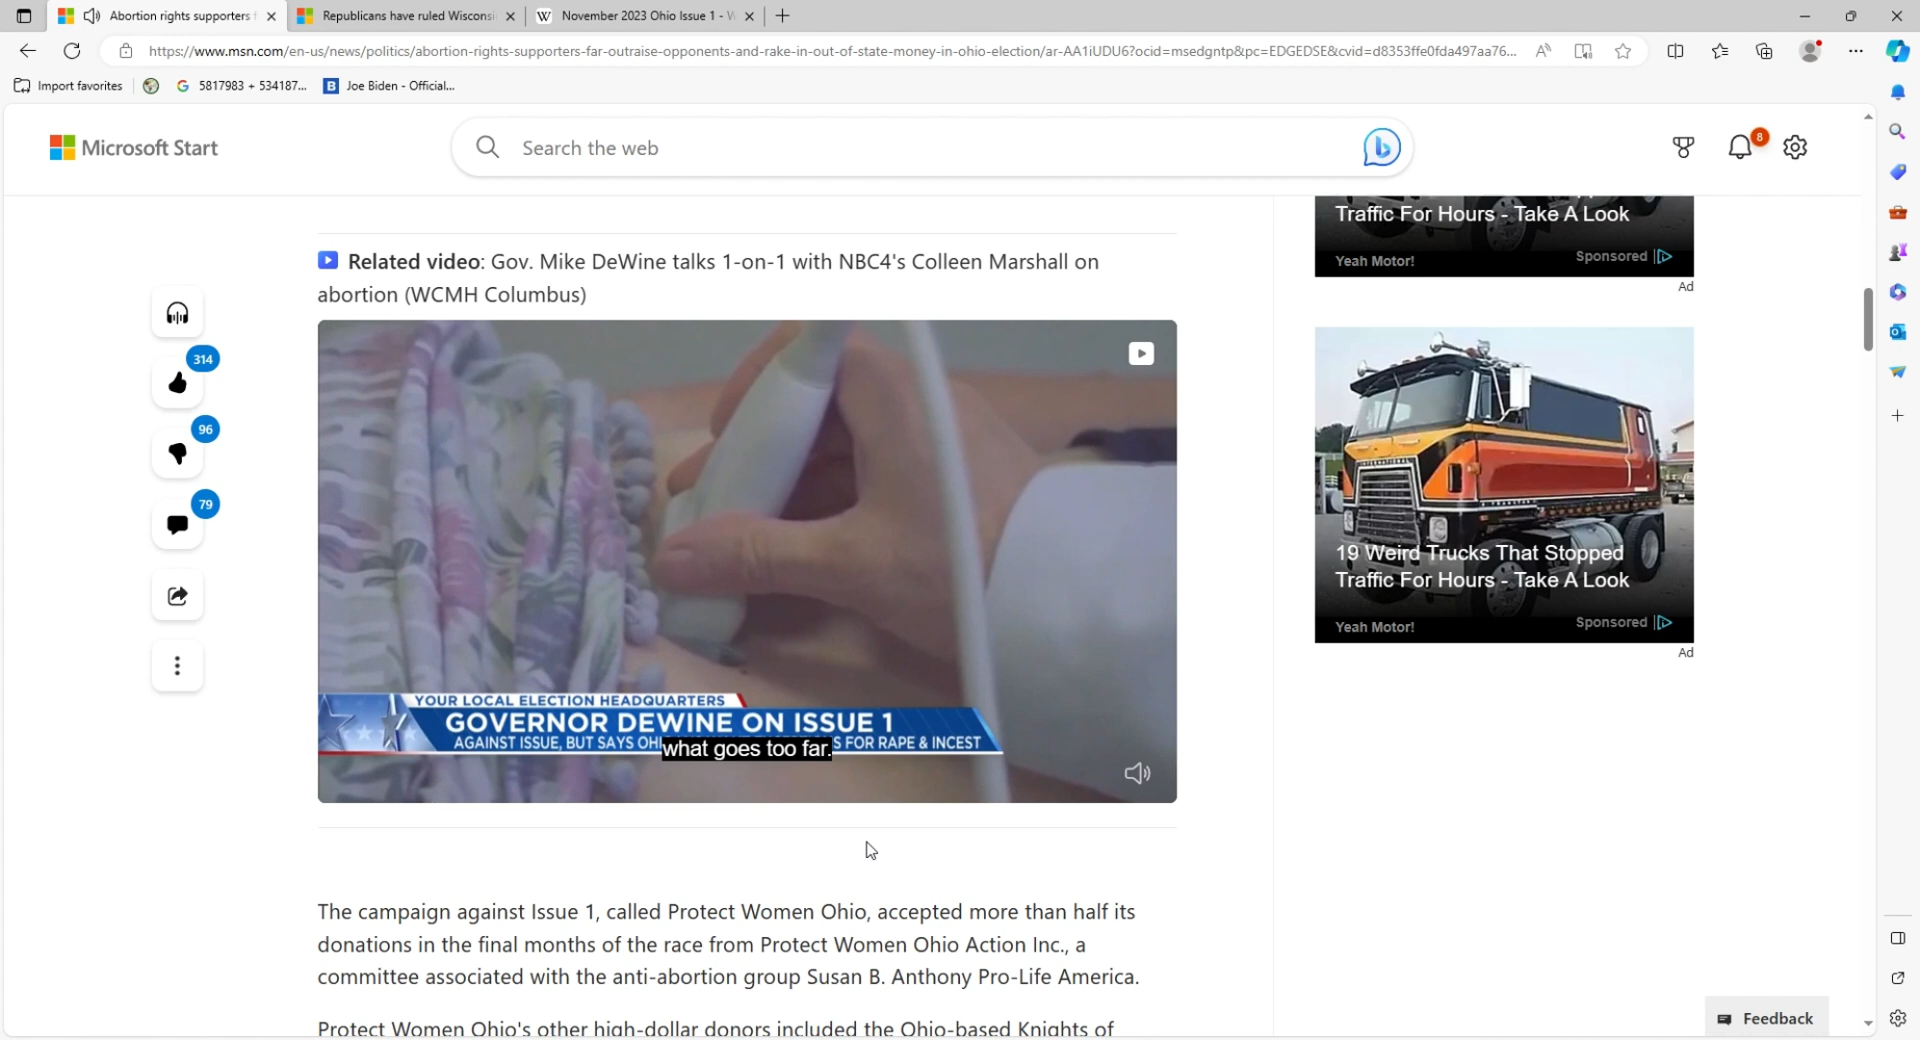 Abortion rights supporters f
Republicans have ruled Wisconsi
November 2023 Ohio Issue 1 - W
https://www.msn.com/en-us/news/politics/abortion-rights-supporters-far-outraise-opponents-and-rake-in-out-of-state-money-in-ohio-election/ar-AA1iUDU6?ocid=msedgntp&pc=EDGEDSE&cvid=d8353ffe0fda497aa76...
Import favorites
5817983 + 534187...
Joe Biden - Official...
Microsoft Start
Search the web
8
Related video: Gov. Mike DeWine talks 1-on-1 with NBC4's Colleen Marshall on
abortion (WCMH Columbus)
314
96
79
YOUR LOCAL ELECTION HEADQUARTERS
GOVERNOR DEWINE ON ISSUE 1
AGAINST ISSUE, BUT SAYS OHI S FOR RAPE & INCEST
what goes too far.
The campaign against Issue 1, called Protect Women Ohio, accepted more than half its
donations in the final months of the race from Protect Women Ohio Action Inc., a
committee associated with the anti-abortion group Susan B. Anthony Pro-Life America.
Protect Women Ohio's other high-dollar donors included the Ohio-based Knights of
Traffic For Hours - Take A Look
Yeah Motor!
Sponsored
Ad
INTERNATIONAL
19 Weird Trucks That Stopped
Traffic For Hours - Take A Look
Yeah Motor!
Sponsored
Ad
Feedback